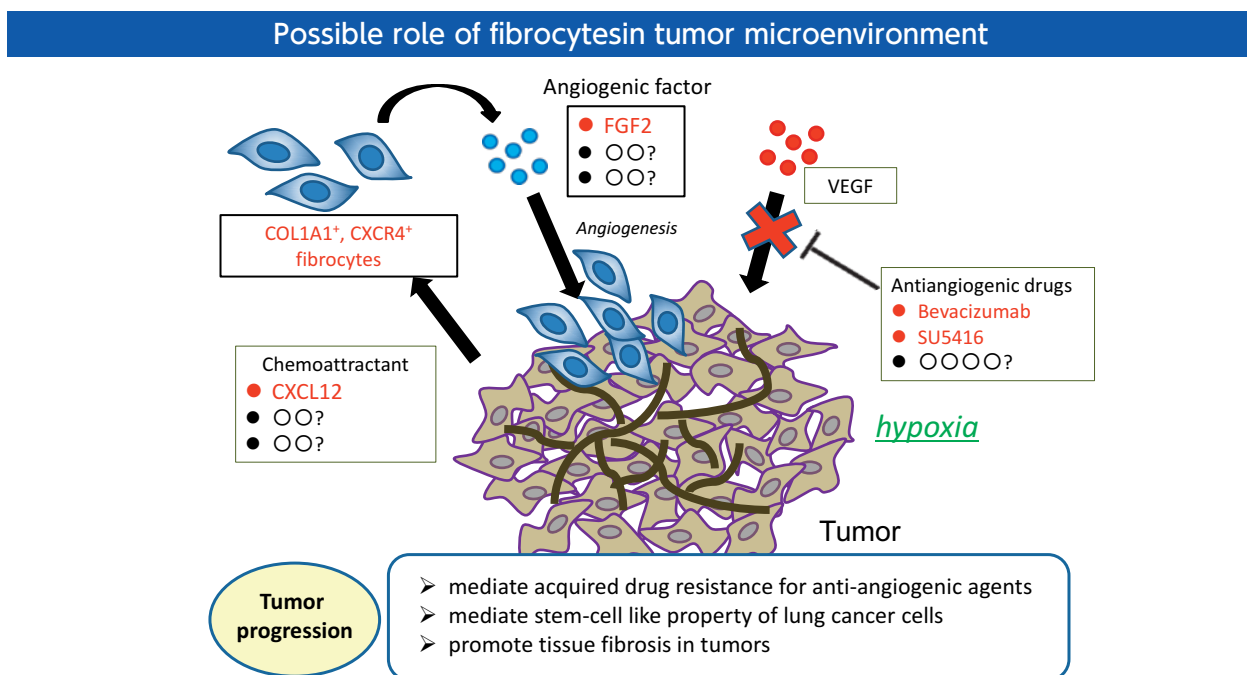 Possible role of fibrocytesin tumor microenvironment
Angiogenic factor
● FGF2
● ○○?
● ○○?
VEGF
COL1A1⁺, CXCR4⁺
fibrocytes
Angiogenesis
Antiangiogenic drugs
● Bevacizumab
● SU5416
● ○○○○?
Chemoattractant
● CXCL12
● ○○?
● ○○?
hypoxia
Tumor
Tumor
progression
➢ mediate acquired drug resistance for anti-angiogenic agents
➢ mediate stem-cell like property of lung cancer cells
➢ promote tissue fibrosis in tumors